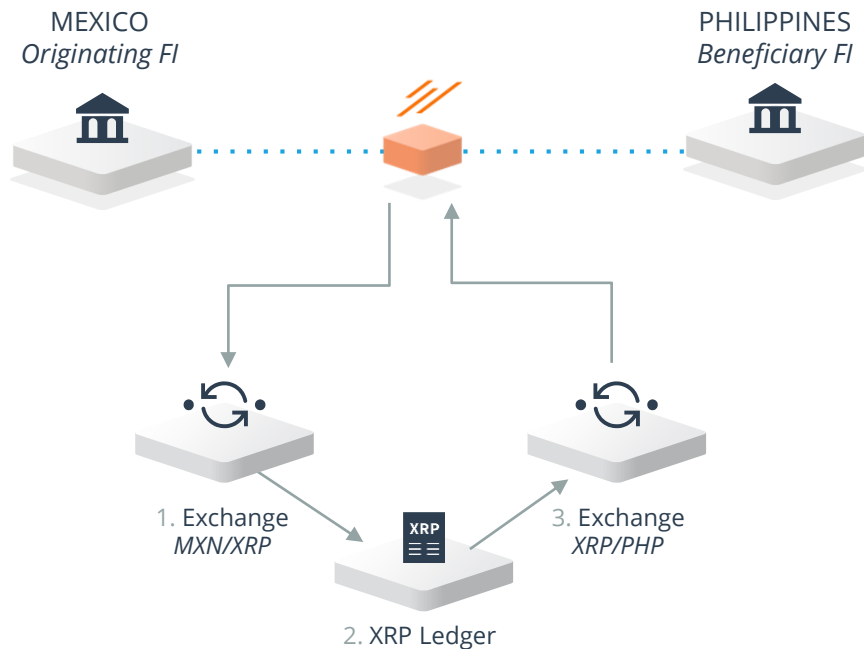 MEXICO
Originating FI
PHILIPPINES
Beneficiary FI
1. Exchange
MXN/XRP
XRP
2. XRP Ledger
3. Exchange
XRP/PHP